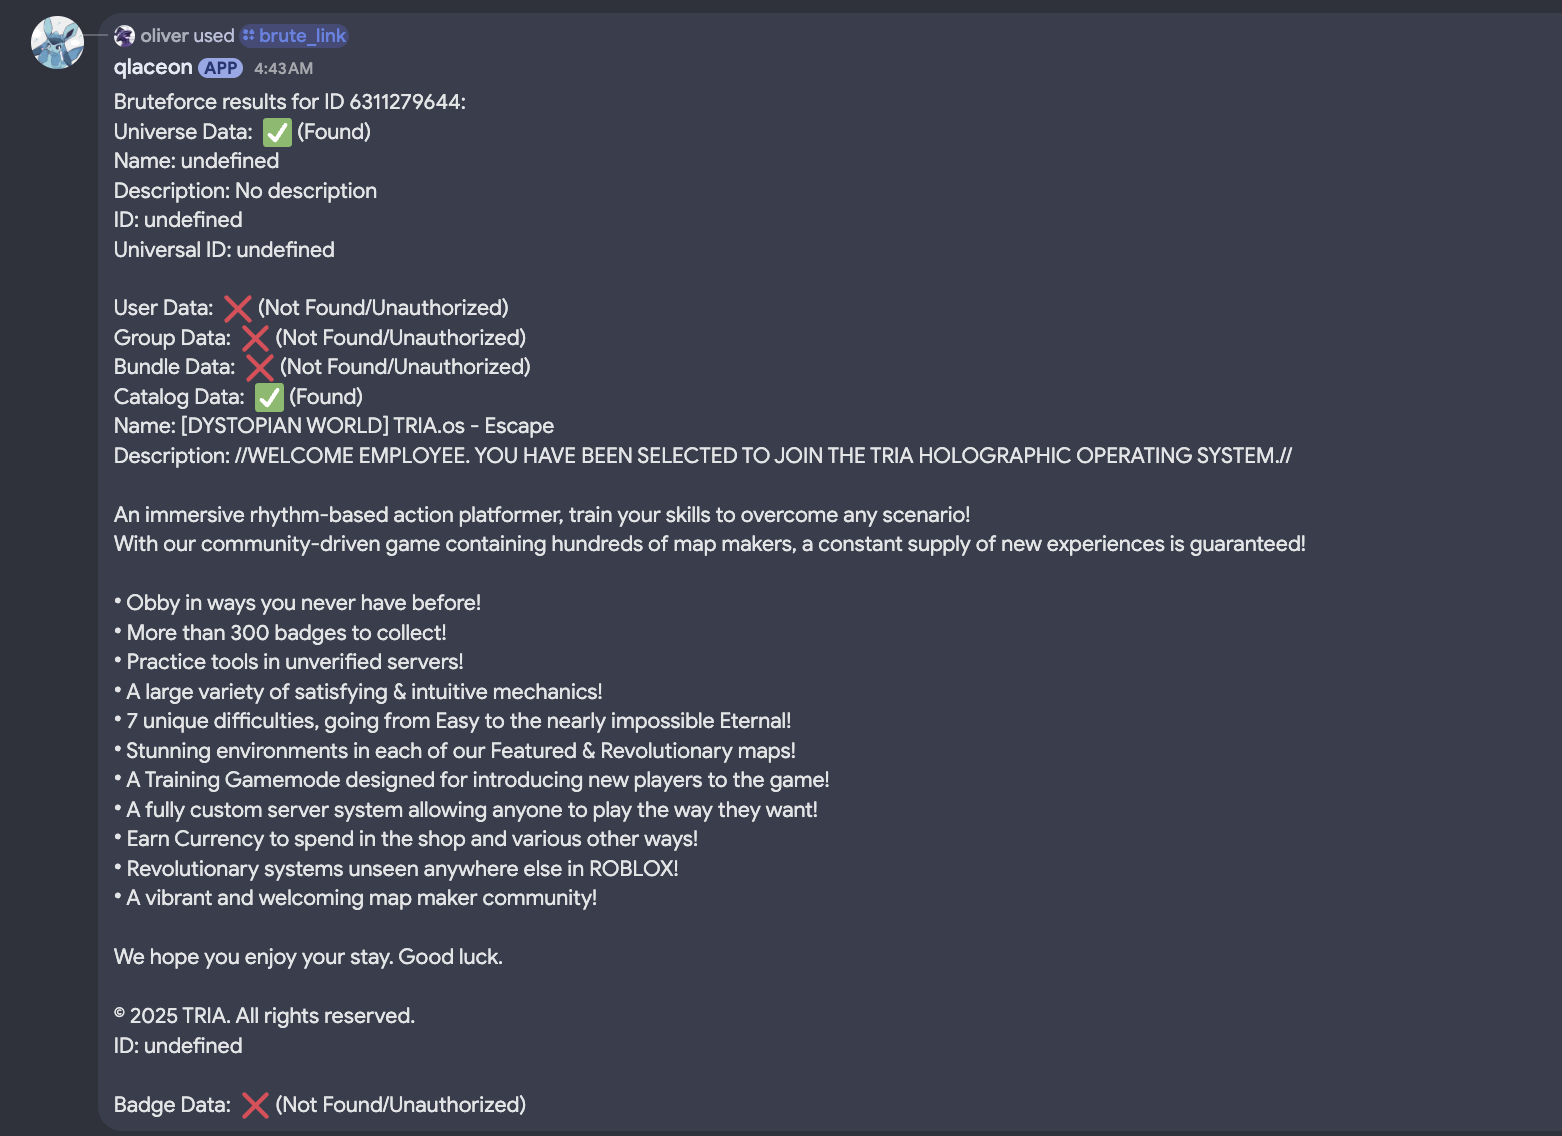 oliver used brute_link
qlaceon APP 4:43 AM
Bruteforce results for ID 6311279644:
Universe Data: ✅ (Found)
Name: undefined
Description: No description
ID: undefined
Universal ID: undefined
User Data: ❌ (Not Found/Unauthorized)
Group Data: ❌ (Not Found/Unauthorized)
Bundle Data: ❌ (Not Found/Unauthorized)
Catalog Data: ✅ (Found)
Name: [DYSTOPIAN WORLD] TRIA.os - Escape
Description: //WELCOME EMPLOYEE. YOU HAVE BEEN SELECTED TO JOIN THE TRIA HOLOGRAPHIC OPERATING SYSTEM.//
An immersive rhythm-based action platformer, train your skills to overcome any scenario!
With our community-driven game containing hundreds of map makers, a constant supply of new experiences is guaranteed!
• Obby in ways you never have before!
• More than 300 badges to collect!
• Practice tools in unverified servers!
• A large variety of satisfying & intuitive mechanics!
• 7 unique difficulties, going from Easy to the nearly impossible Eternal!
• Stunning environments in each of our Featured & Revolutionary maps!
• A Training Gamemode designed for introducing new players to the game!
• A fully custom server system allowing anyone to play the way they want!
• Earn Currency to spend in the shop and various other ways!
• Revolutionary systems unseen anywhere else in ROBLOX!
• A vibrant and welcoming map maker community!
We hope you enjoy your stay. Good luck.
© 2025 TRIA. All rights reserved.
ID: undefined
Badge Data: ❌ (Not Found/Unauthorized)